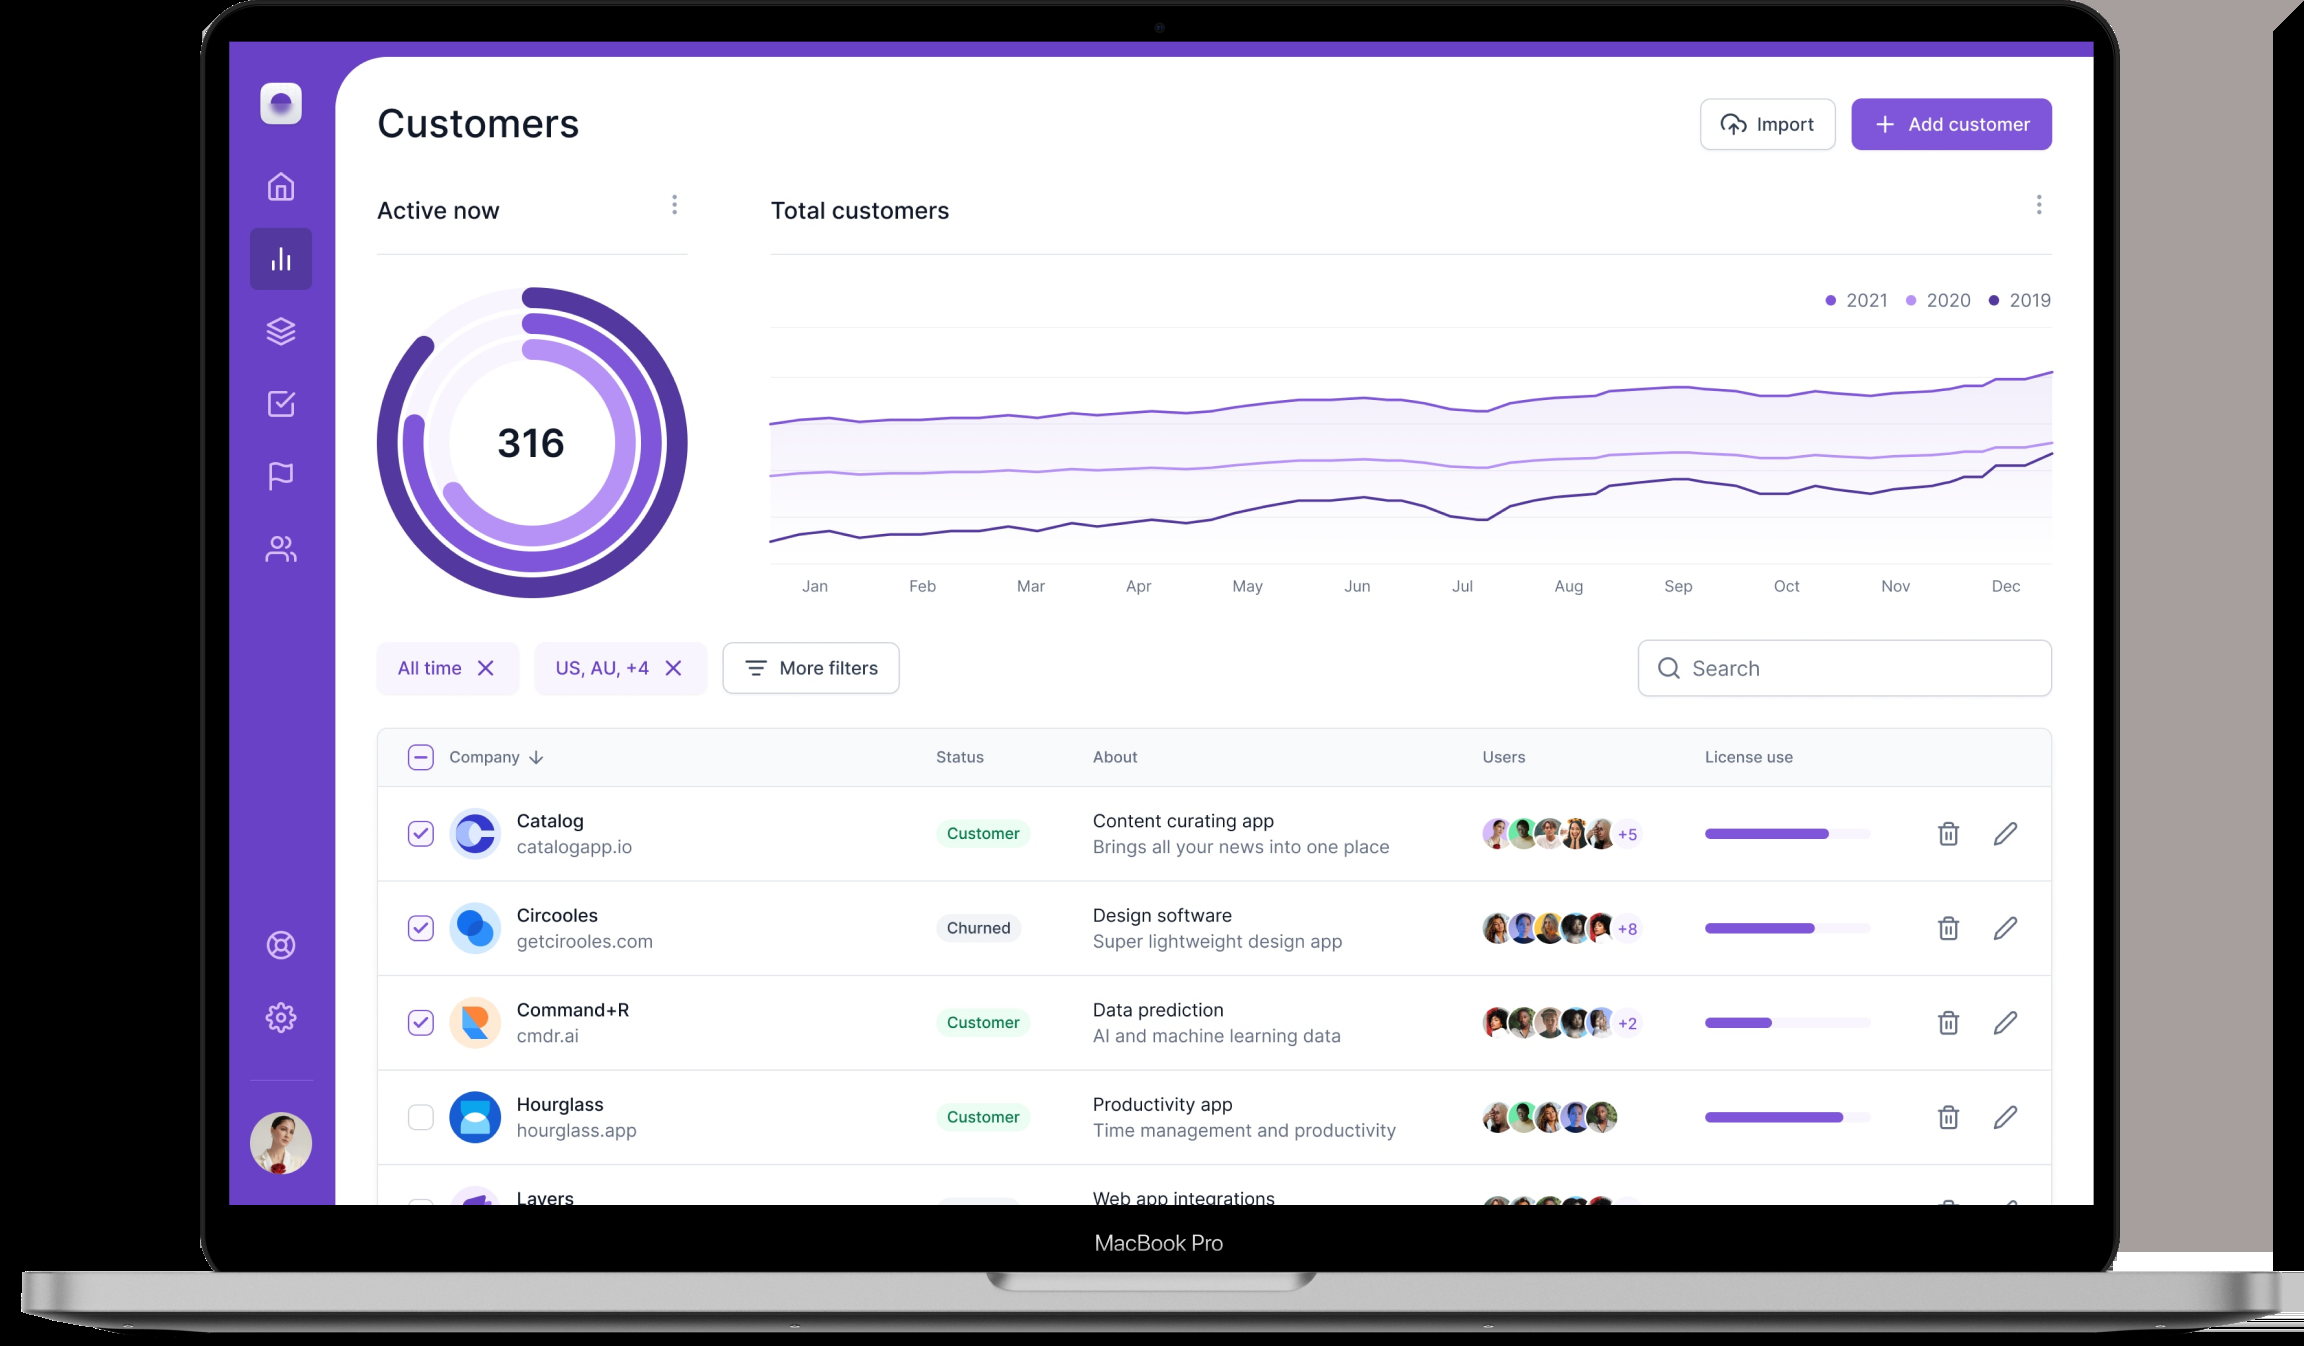 Customers
Import
Add customer
Active now
Total customers
2021 2020 2019
316
Jan Feb Mar Apr May Jun Jul Aug Sep Oct Nov Dec
All time
US, AU, +4
More filters
Search
Company Status About Users License use
Catalog
catalogapp.io
Customer
Content curating app
Brings all your news into one place
+5
Circooles
getcirooles.com
Churned
Design software
Super lightweight design app
+8
Command+R
cmdr.ai
Customer
Data prediction
AI and machine learning data
+2
Hourglass
hourglass.app
Customer
Productivity app
Time management and productivity
Layers
Web app integrations
MacBook Pro